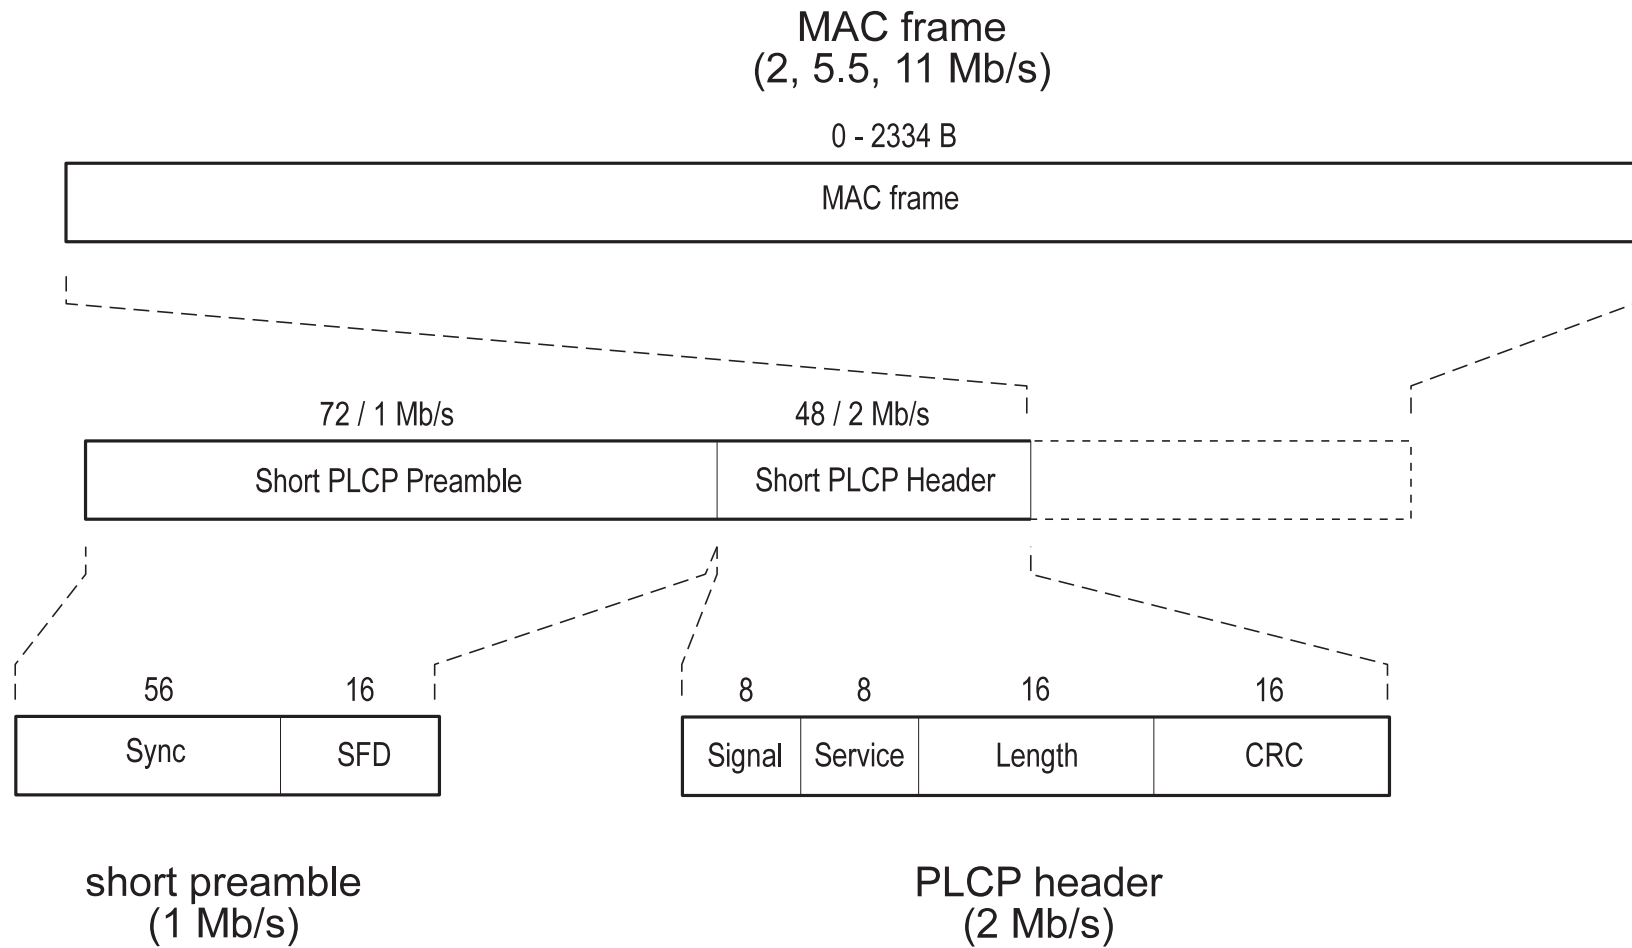 MAC frame
(2, 5.5, 11 Mb/s)
0 - 2334 B
MAC frame
72 / 1 Mb/s 48 / 2 Mb/s
Short PLCP Preamble Short PLCP Header
56 16 8 8 16 16
Sync SFD Signal Service Length CRC
short preamble PLCP header
(1 Mb/s) (2 Mb/s)